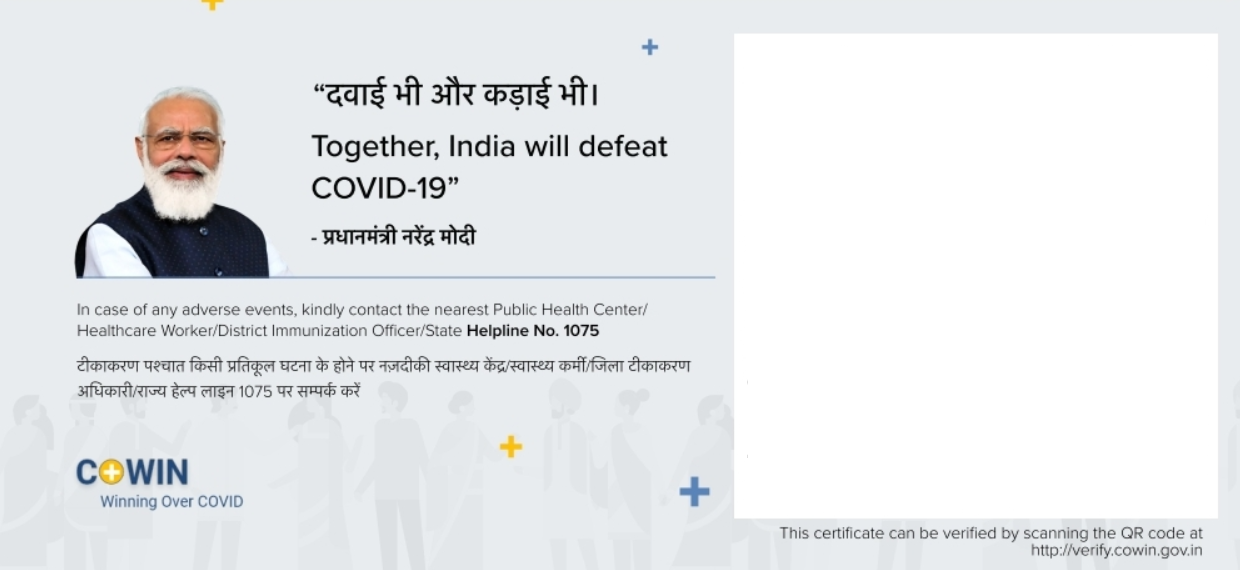 “दवाई भी और कड़ाई भी।
Together, India will defeat
COVID-19”
- प्रधानमंत्री नरेंद्र मोदी
In case of any adverse events, kindly contact the nearest Public Health Center/
Healthcare Worker/District Immunization Officer/State Helpline No. 1075
टीकाकरण पश्चात किसी प्रतिकूल घटना के होने पर नज़दीकी स्वास्थ्य केंद्र/स्वास्थ्य कर्मी/जिला टीकाकरण
अधिकारी/राज्य हेल्प लाइन 1075 पर सम्पर्क करें
COWIN
Winning Over COVID
This certificate can be verified by scanning the QR code at
http://verify.cowin.gov.in